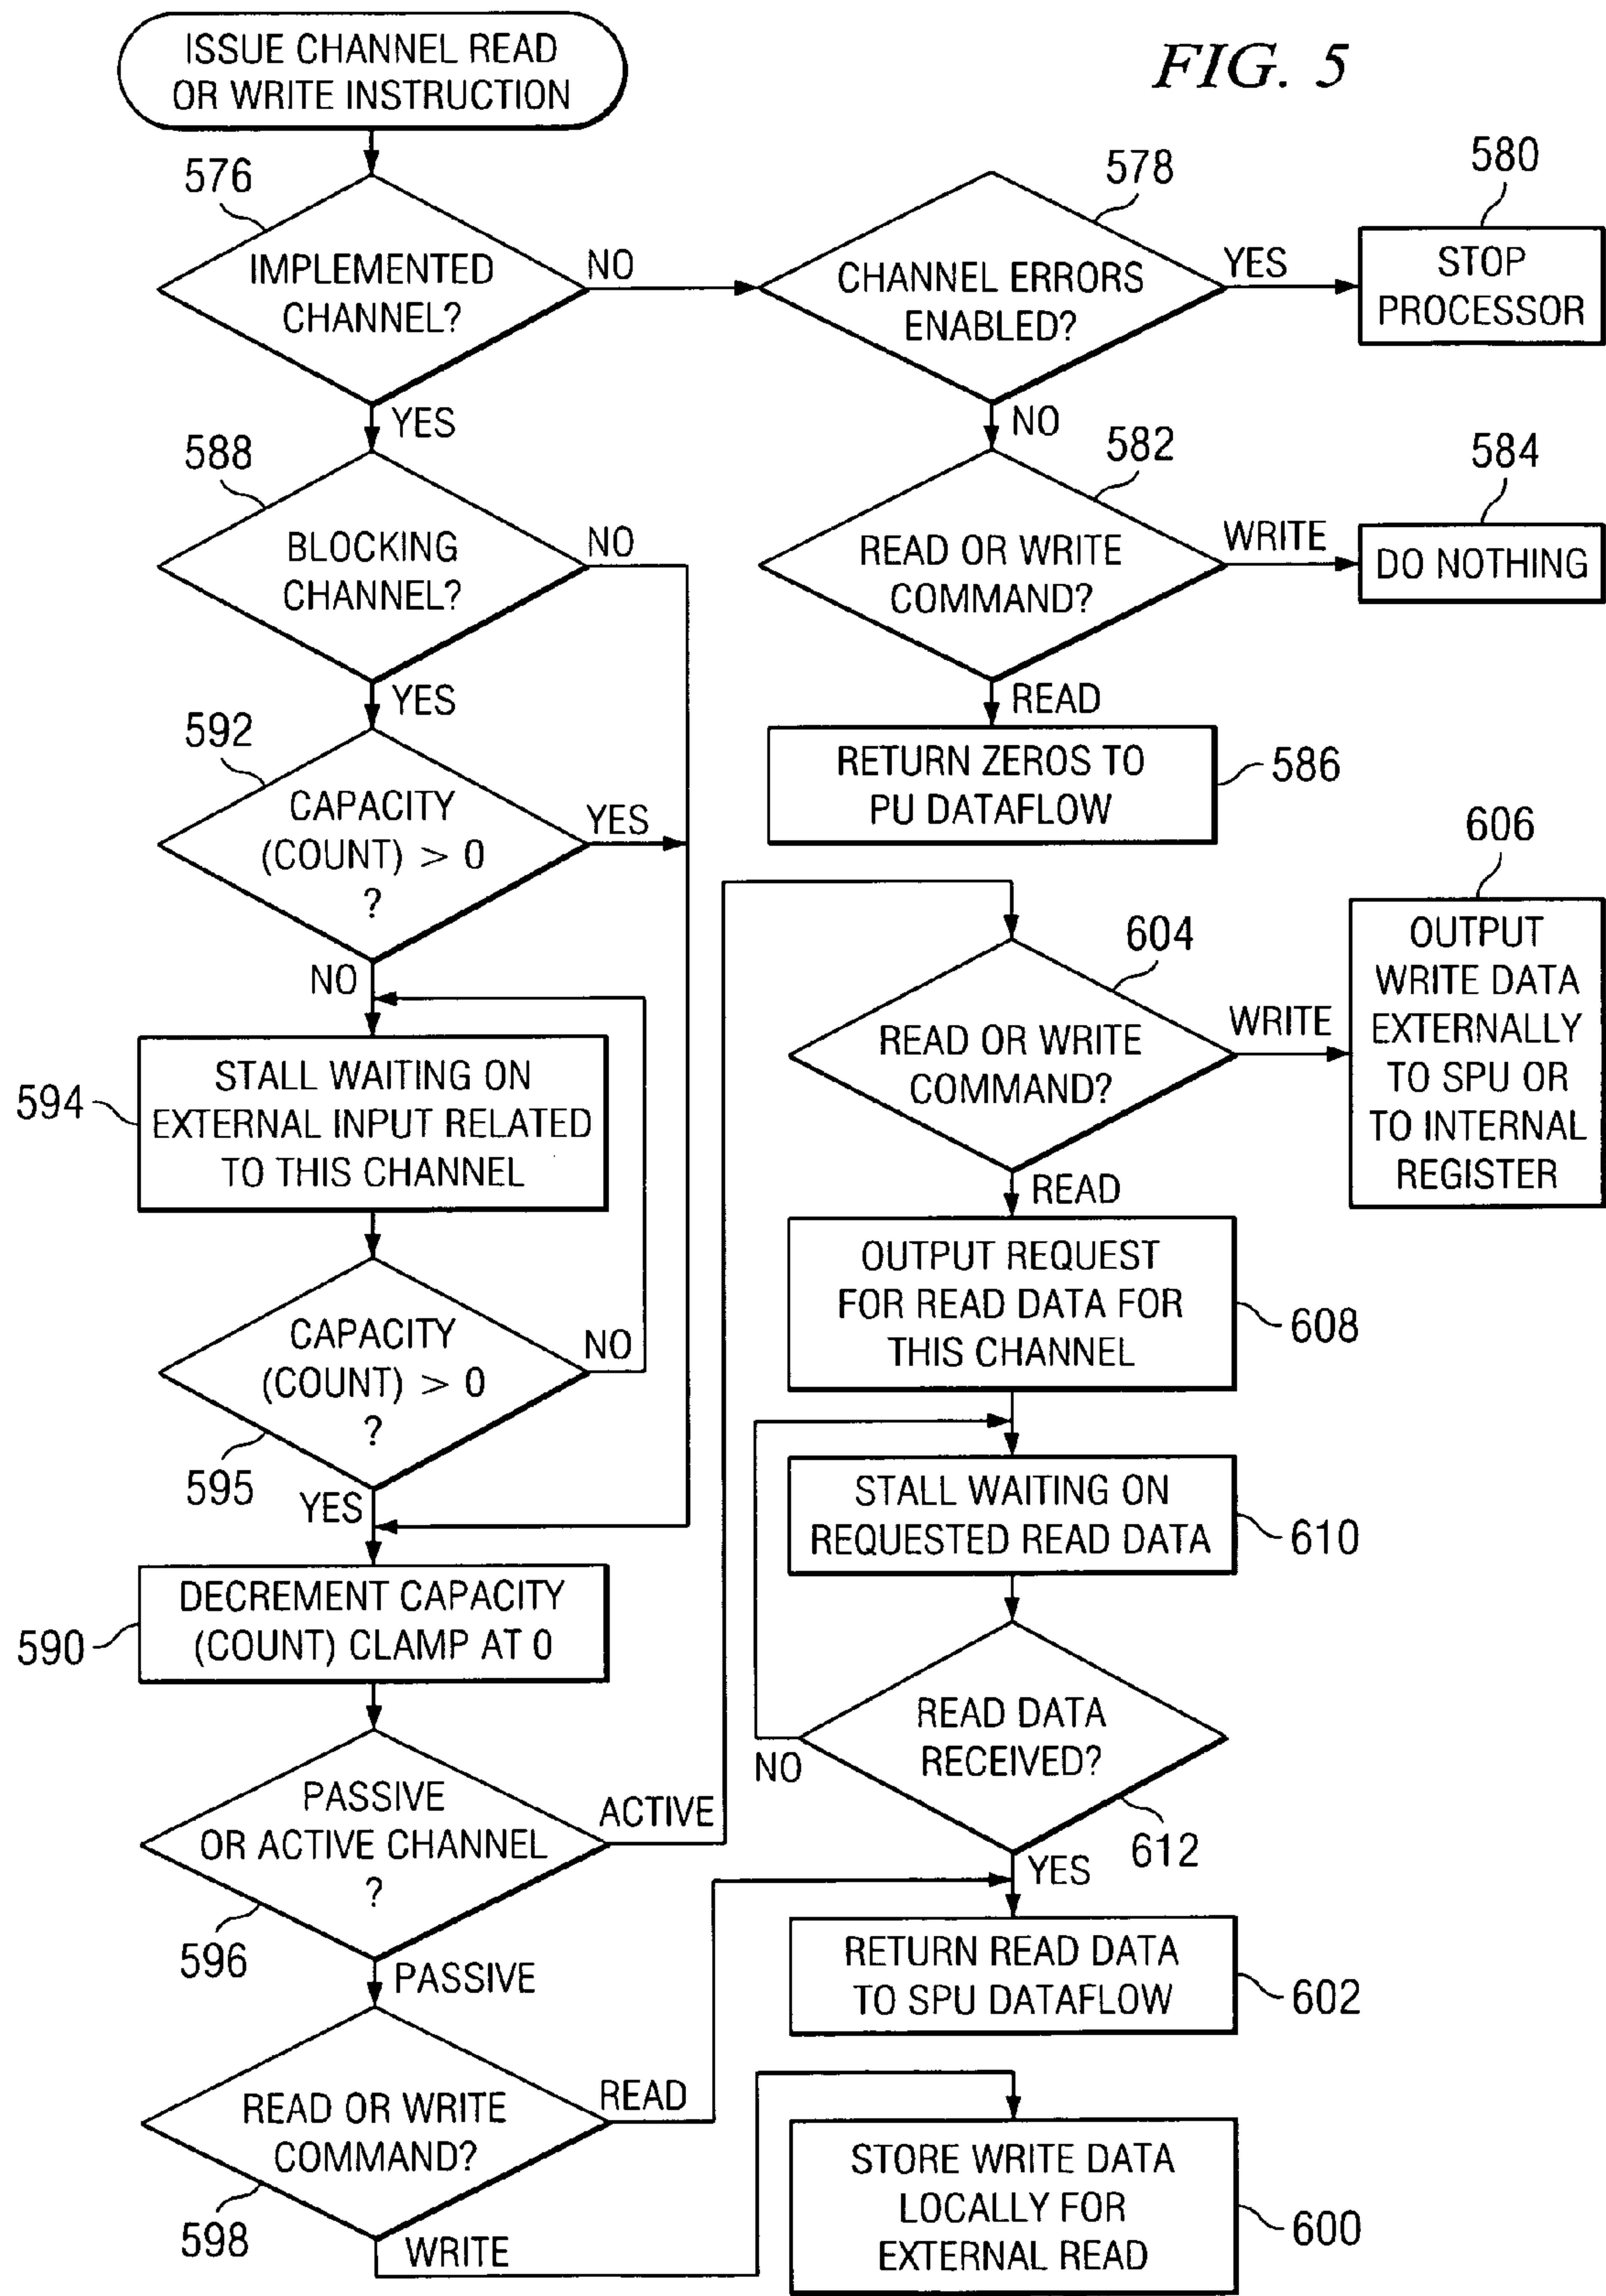 ISSUE CHANNEL READ
OR WRITE INSTRUCTION
FIG. 5
576
IMPLEMENTED
CHANNEL?
NO
YES
578
CHANNEL ERRORS
ENABLED?
YES
NO
580
STOP
PROCESSOR
588
BLOCKING
CHANNEL?
NO
YES
582
READ OR WRITE
COMMAND?
WRITE
READ
584
DO NOTHING
RETURN ZEROS TO
PU DATAFLOW
586
592
CAPACITY
(COUNT) > 0
?
YES
NO
594
STALL WAITING ON
EXTERNAL INPUT RELATED
TO THIS CHANNEL
CAPACITY
(COUNT) > 0
?
NO
595
YES
590
DECREMENT CAPACITY
(COUNT) CLAMP AT 0
PASSIVE
OR ACTIVE CHANNEL
?
ACTIVE
596
PASSIVE
READ OR WRITE
COMMAND?
READ
598
WRITE
604
READ OR WRITE
COMMAND?
WRITE
READ
606
OUTPUT
WRITE DATA
EXTERNALLY
TO SPU OR
TO INTERNAL
REGISTER
OUTPUT REQUEST
FOR READ DATA FOR
THIS CHANNEL
608
STALL WAITING ON
REQUESTED READ DATA
610
READ DATA
RECEIVED?
NO
612
YES
RETURN READ DATA
TO SPU DATAFLOW
602
STORE WRITE DATA
LOCALLY FOR
EXTERNAL READ
600